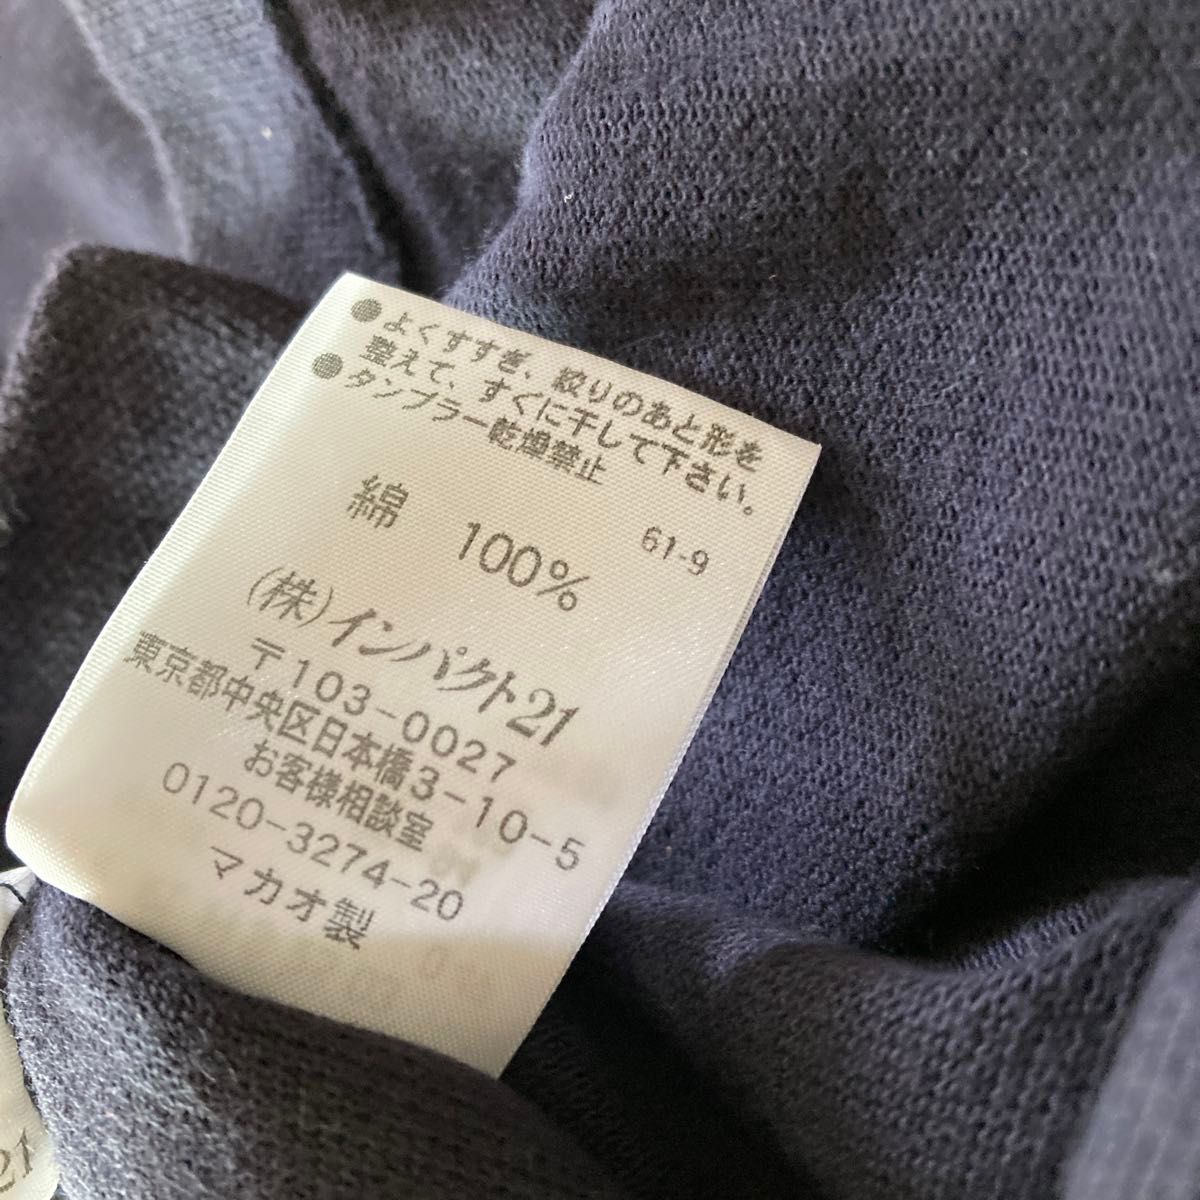 ●よくすすぎ、絞りのあと形を
整えて、すぐに干して下さい。
●タンブラー乾燥禁止
61-9
綿 100%
(株)インパクト21
〒103-0027
東京都中央区日本橋3-10-5
お客様相談室
0120-3274-20
マカオ製
21